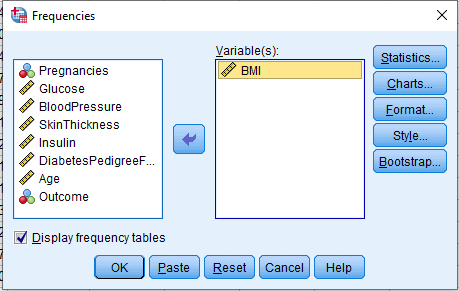 Frequencies
Variable(s):
Pregnancies
Glucose
BloodPressure
SkinThickness
Insulin
DiabetesPedigreeF...
Age
Outcome
BMI
Statistics...
Charts...
Format...
Style...
Bootstrap...
Display frequency tables
OK Paste Reset Cancel Help